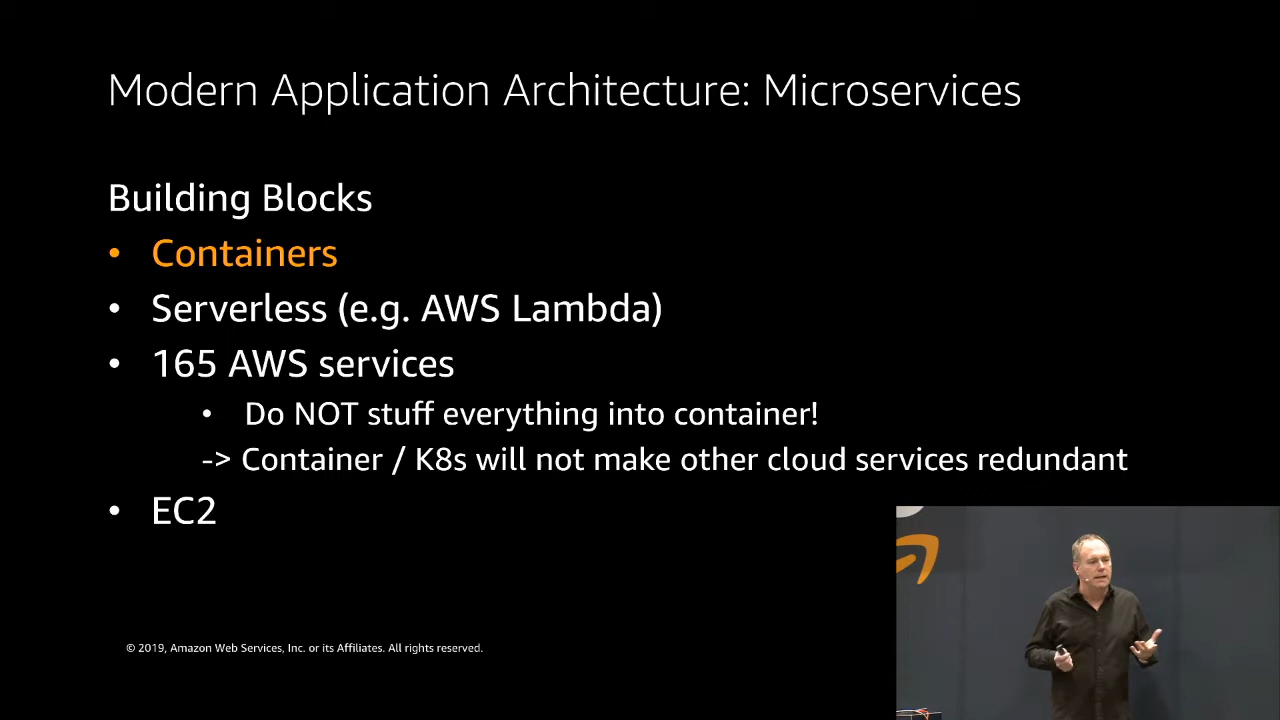 Modern Application Architecture: Microservices
Building Blocks
• Containers
• Serverless (e.g. AWS Lambda)
• 165 AWS services
• Do NOT stuff everything into container!
-> Container / K8s will not make other cloud services redundant
• EC2
© 2019, Amazon Web Services, Inc. or its Affiliates. All rights reserved.